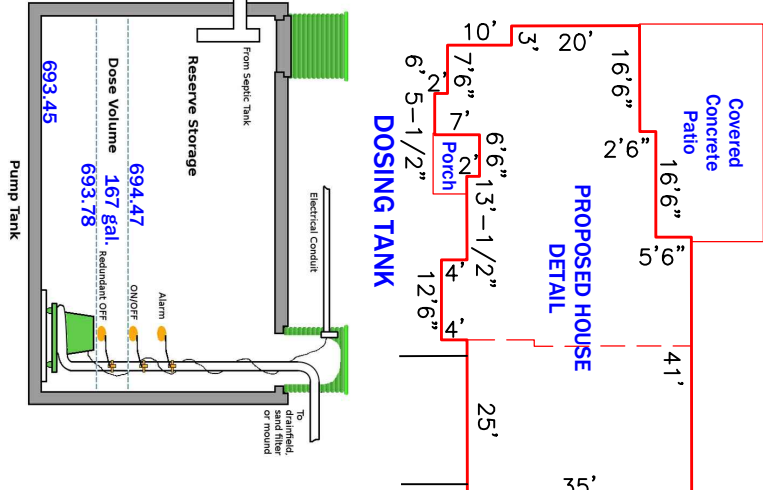 From Septic Tank
Reserve Storage
Dose Volume
167 gal.
694.47
693.78
693.45
Electrical Conduit
Alarm
ON/OFF
Redundant OFF
To
drainfield,
sand filter
or mound
Pump Tank
DOSING TANK
Covered
Concrete
Patio
PROPOSED HOUSE
DETAIL
Porch
10'
3'
20'
16'6"
2'6"
16'6"
5'6"
41'
35'
7'6"
6'
2'
5-1/2"
7'
6'6"
2'
13'-1/2"
4'
12'6"
4'
25'